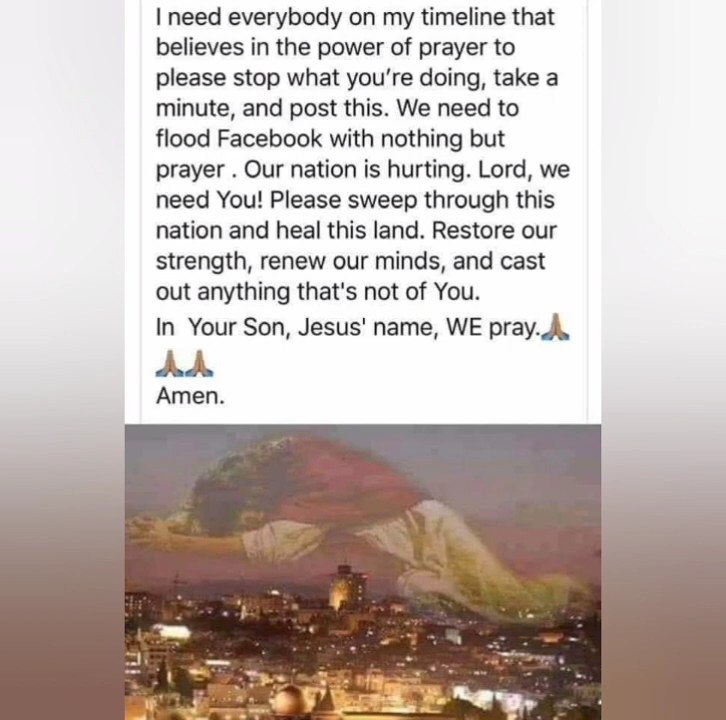 I need everybody on my timeline that
believes in the power of prayer to
please stop what you're doing, take a
minute, and post this. We need to
flood Facebook with nothing but
prayer . Our nation is hurting. Lord, we
need You! Please sweep through this
nation and heal this land. Restore our
strength, renew our minds, and cast
out anything that's not of You.
In  Your Son, Jesus' name, WE pray.🙏🏽
🙏🏽🙏🏽
Amen.